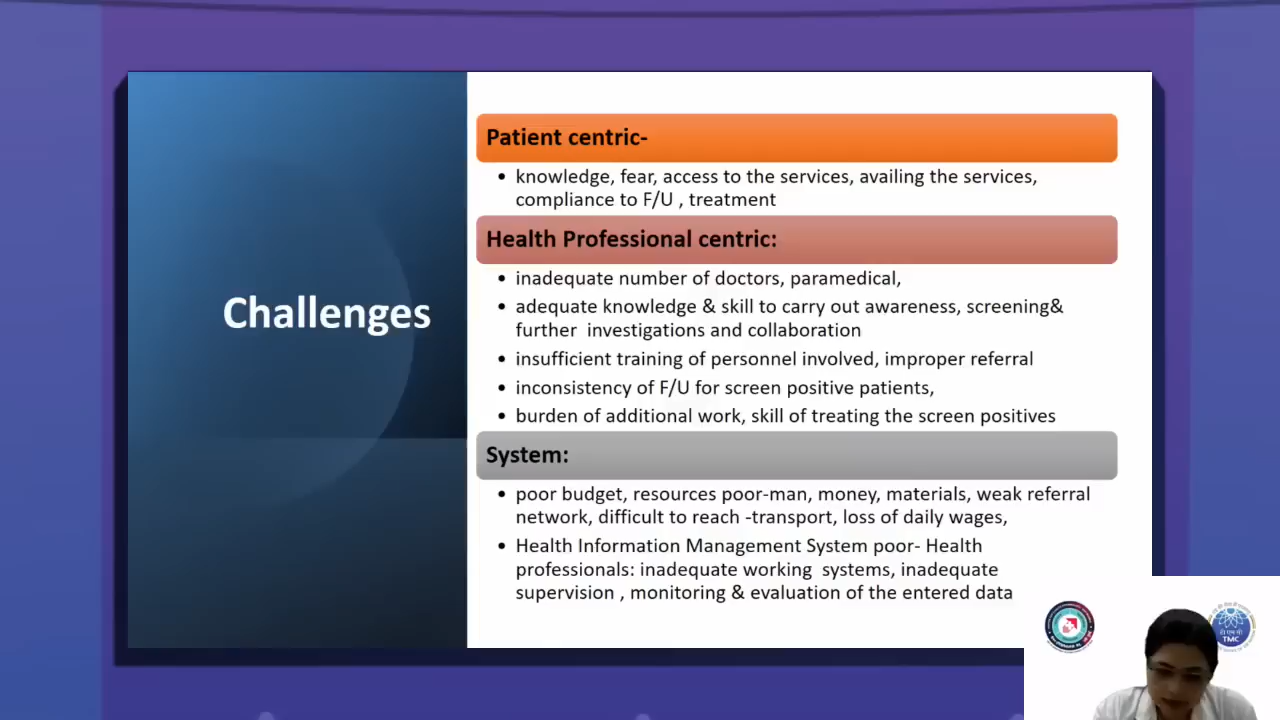 Challenges
Patient centric-
• knowledge, fear, access to the services, availing the services,
compliance to F/U , treatment
Health Professional centric:
• inadequate number of doctors, paramedical,
• adequate knowledge & skill to carry out awareness, screening&
further investigations and collaboration
• insufficient training of personnel involved, improper referral
• inconsistency of F/U for screen positive patients,
• burden of additional work, skill of treating the screen positives
System:
• poor budget, resources poor-man, money, materials, weak referral
network, difficult to reach -transport, loss of daily wages,
• Health Information Management System poor- Health
professionals: inadequate working systems, inadequate
supervision , monitoring & evaluation of the entered data
TMC